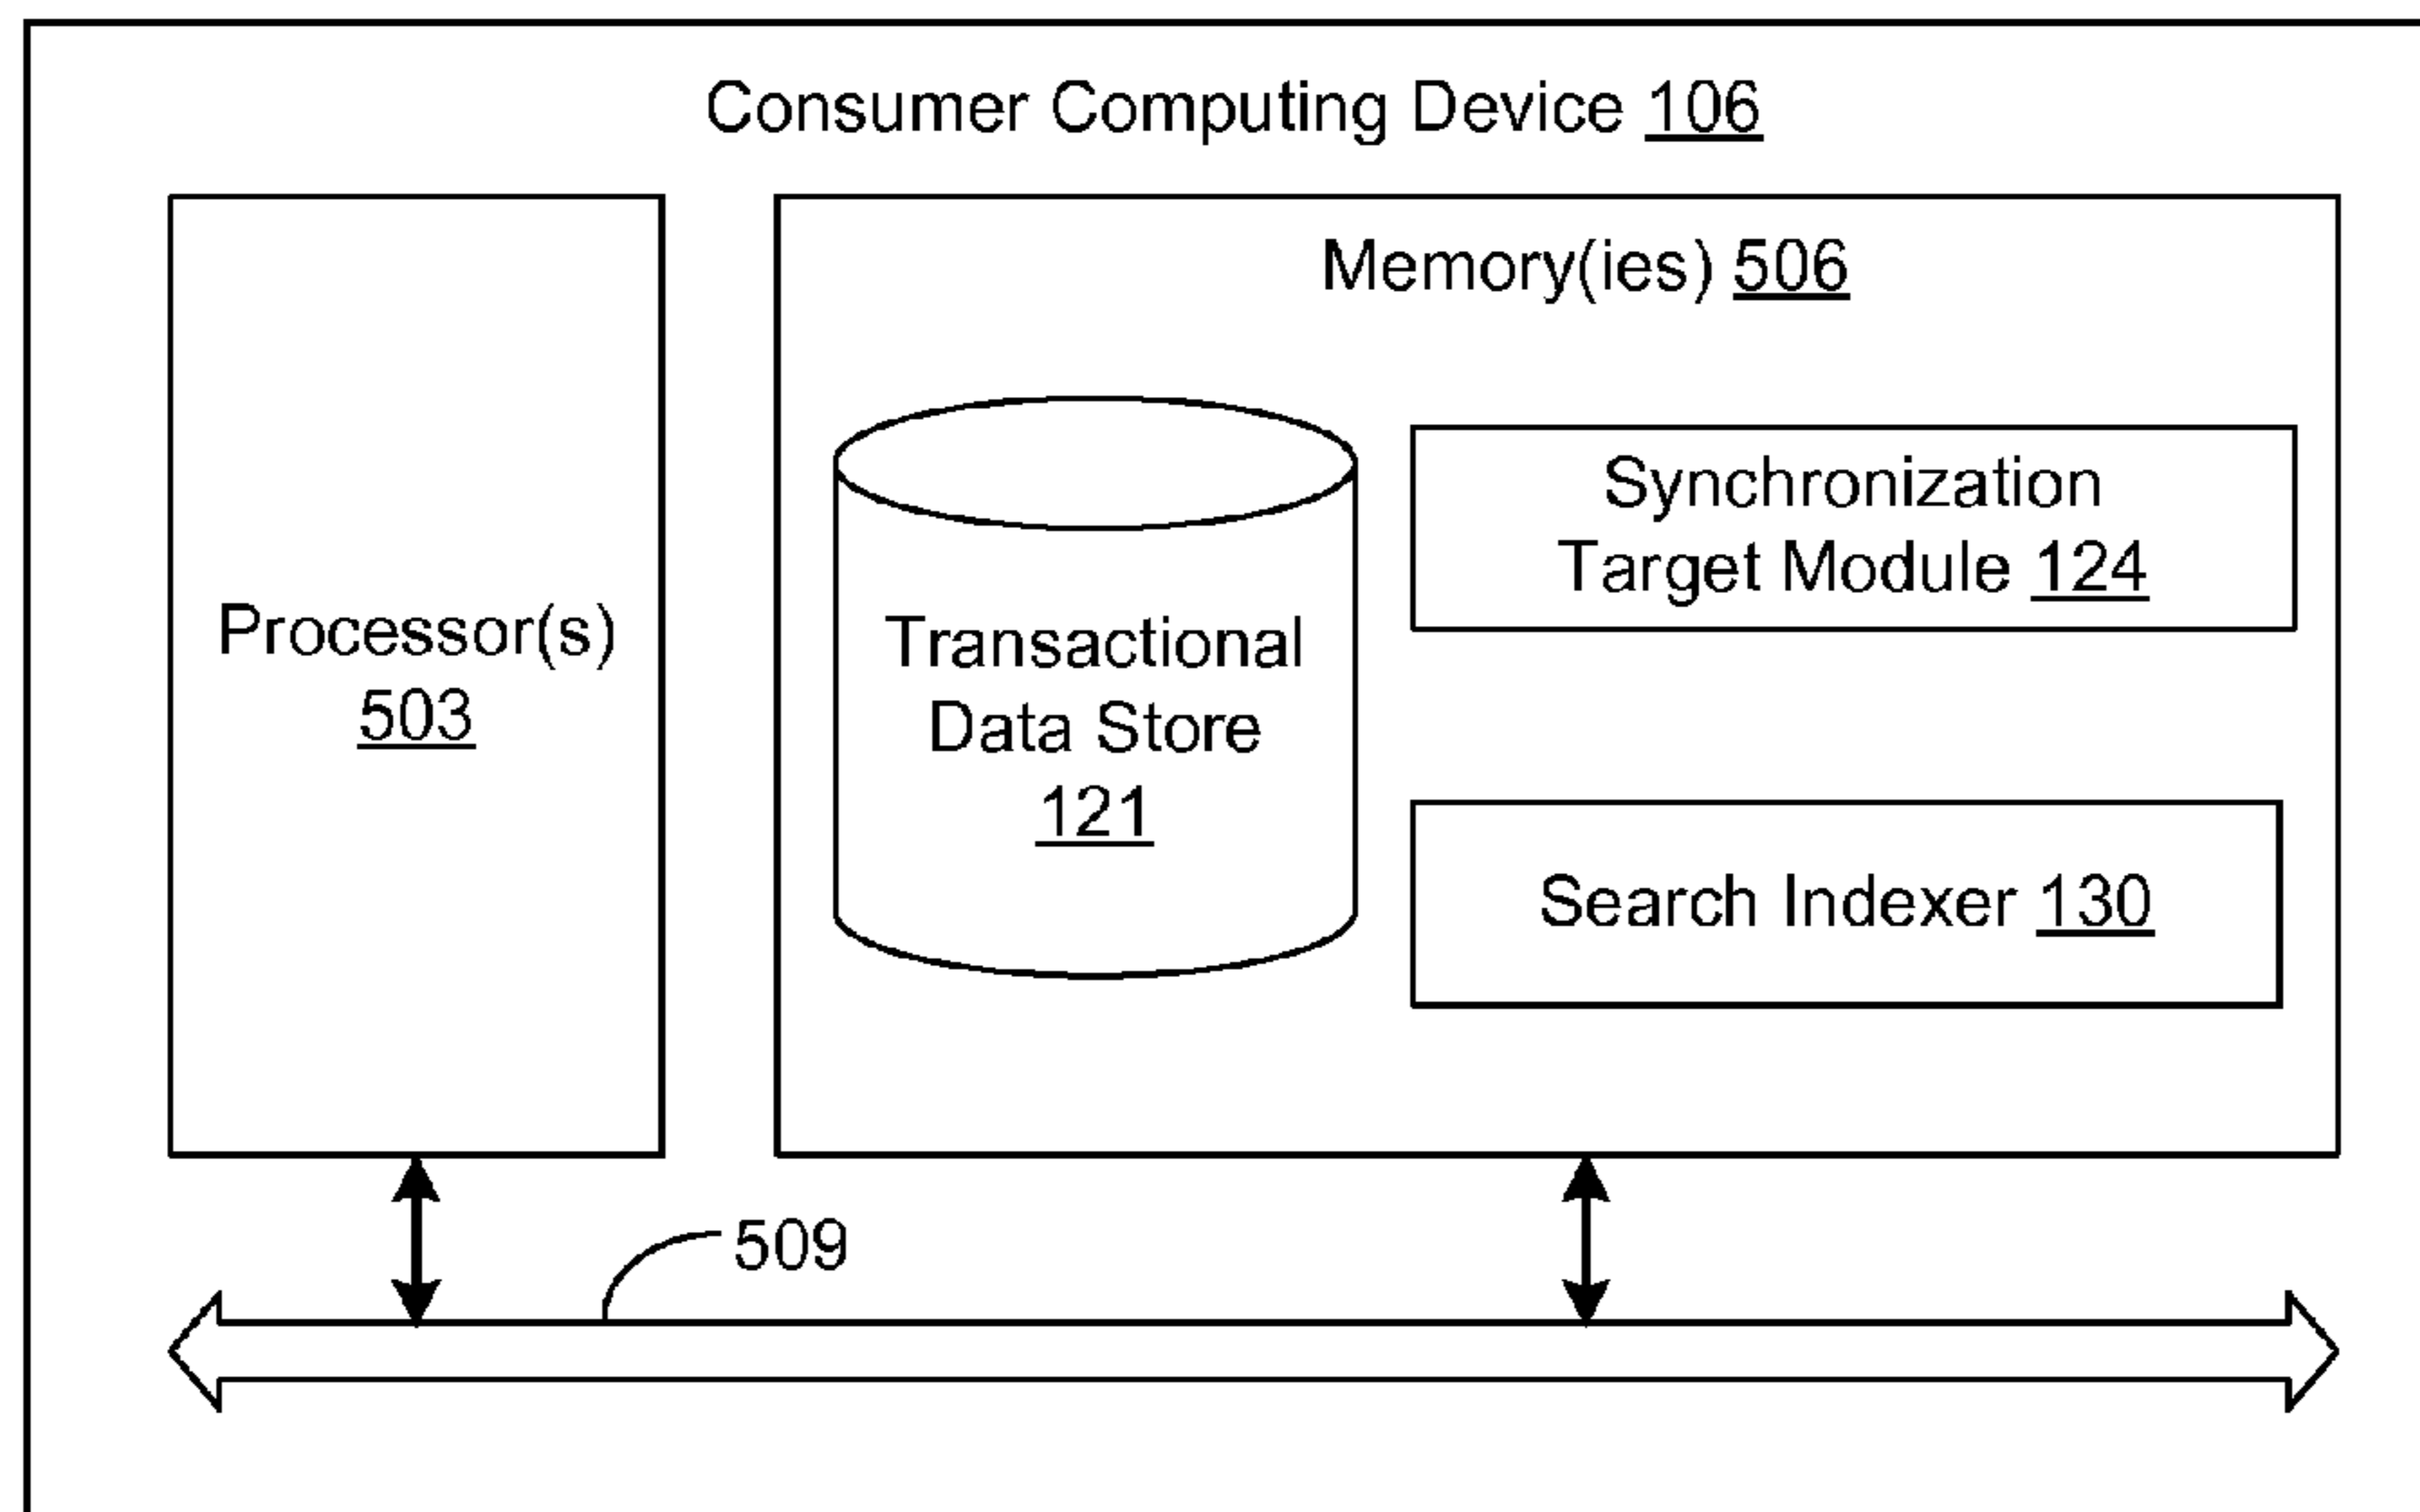 Consumer Computing Device 106
Memory(ies) 506
Processor(s)
503
Transactional
Data Store
121
Synchronization
Target Module 124
Search Indexer 130
509